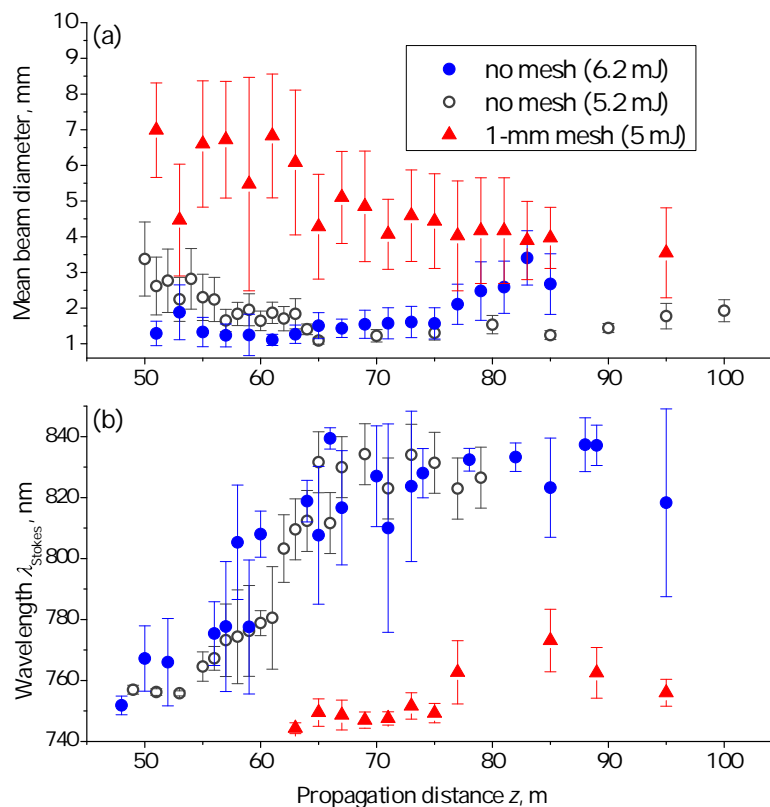 10
(a)
9
no mesh (6.2 mJ)
8
no mesh (5.2 mJ)
7
1-mm mesh (5 mJ)
6
5
4
3
2
1
Mean beam diameter, mm
50 60 70 80 90 100
(b)
840
820
800
780
760
740
Wavelength λStokes, nm
50 60 70 80 90 100
Propagation distance z, m